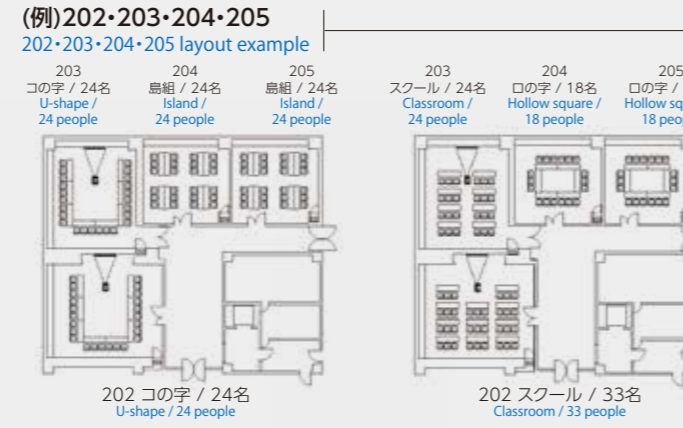 (例)202・203・204・205
202・203・204・205 layout example
203
コの字 / 24名
U-shape /
24 people
204
島組 / 24名
Island /
24 people
205
島組 / 24名
Island /
24 people
202 コの字 / 24名
U-shape / 24 people
203
スクール / 24名
Classroom /
24 people
204
ロの字 / 18名
Hollow square /
18 people
205
ロの字 /
Hollow sq
18 peop
202 スクール / 33名
Classroom / 33 people